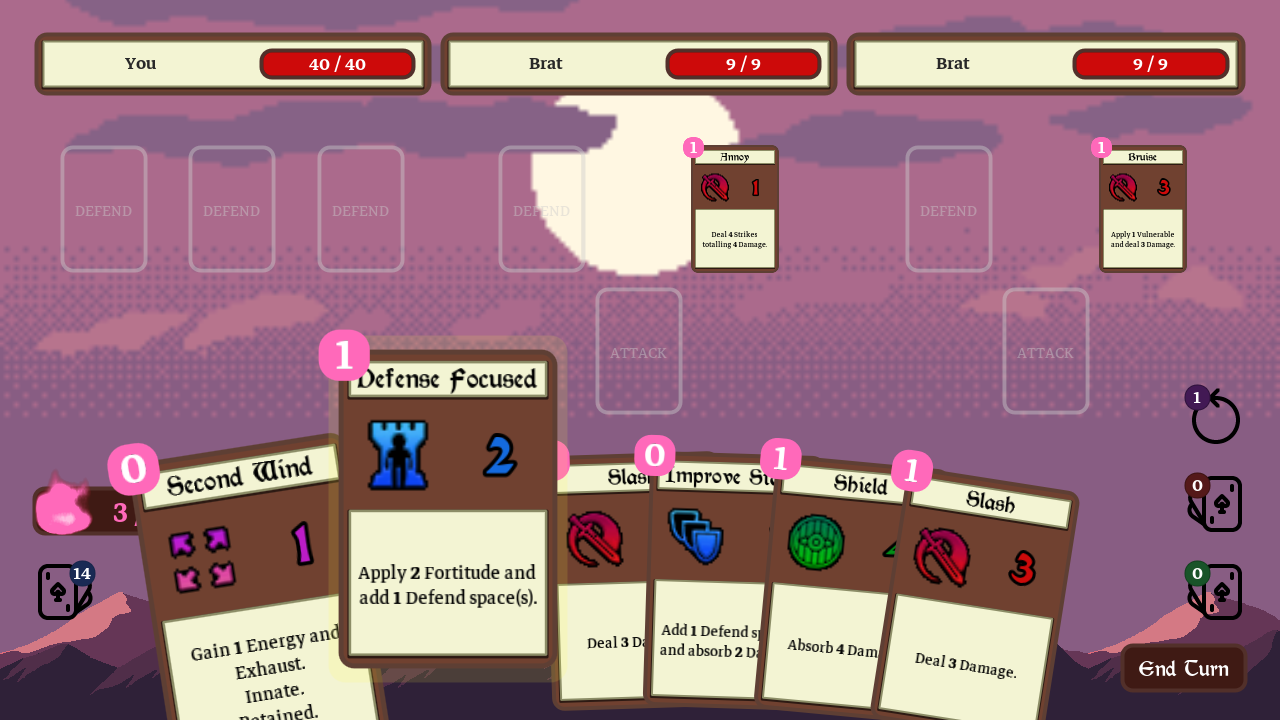 You
40 / 40
Brat
9 / 9
Brat
9 / 9
DEFEND
DEFEND
DEFEND
DEFEND
1
Annoy
1
Deal 4 Strikes
totalling 4 Damage.
DEFEND
1
Bruise
3
Apply 1 Vulnerable
and deal 3 Damage.
ATTACK
ATTACK
1
0
0
3
14
0
Second Wind
1
Gain 1 Energy and
Exhaust.
Innate.
Retained.
1
Defense Focused
2
Apply 2 Fortitude and
add 1 Defend space(s).
Slash
Deal 3
0
Improve
Add 1 Defend
and absorb 2
1
Shield
Absorb 4
1
Slash
3
Deal 3 Damage.
End Turn